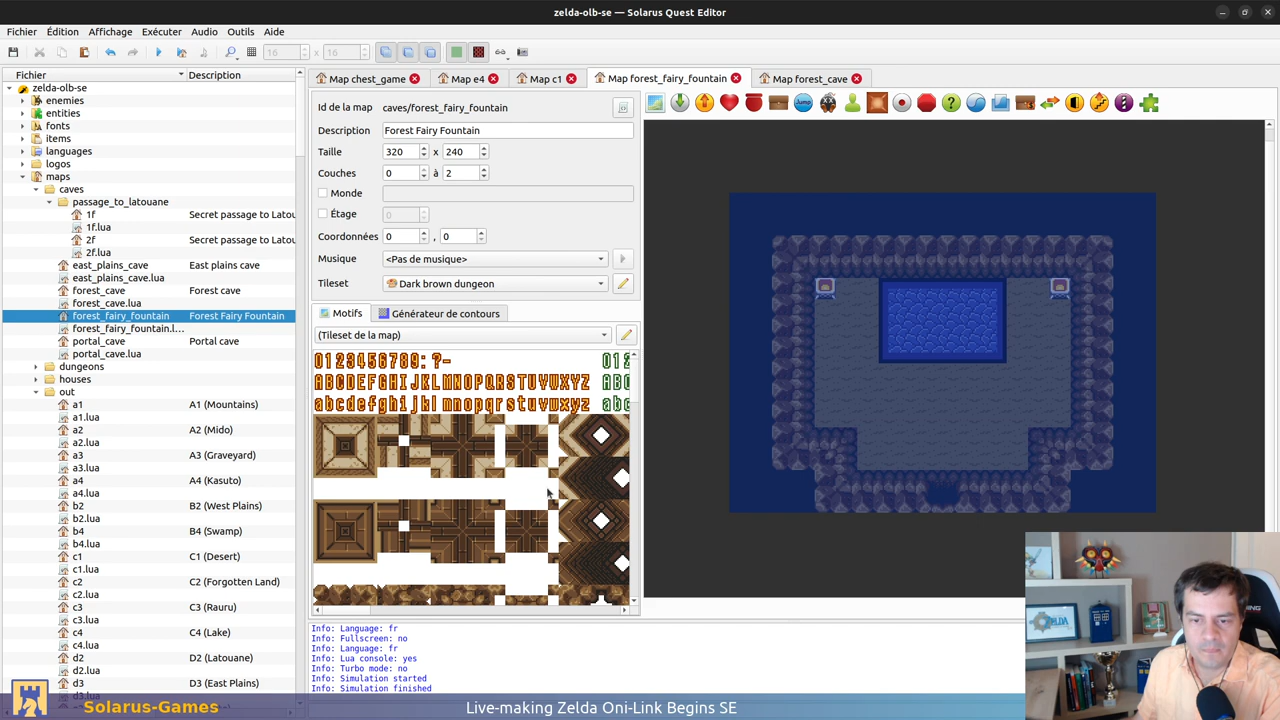 zelda-olb-se — Solarus Quest Editor
Fichier Édition Affichage Exécuter Audio Outils Aide
16 x 16
Fichier Description
zelda-olb-se
enemies
entities
fonts
items
languages
logos
maps
caves
passage_to_latouane
1f Secret passage to Latou
1f.lua
2f Secret passage to Latou
2f.lua
east_plains_cave East plains cave
east_plains_cave.lua
forest_cave Forest cave
forest_cave.lua
forest_fairy_fountain Forest Fairy Fountain
forest_fairy_fountain.l...
portal_cave Portal cave
portal_cave.lua
dungeons
houses
out
a1 A1 (Mountains)
a1.lua
a2 A2 (Mido)
a2.lua
a3 A3 (Graveyard)
a3.lua
a4 A4 (Kasuto)
a4.lua
b2 B2 (West Plains)
b2.lua
b4 B4 (Swamp)
b4.lua
c1 C1 (Desert)
c1.lua
c2 C2 (Forgotten Land)
c2.lua
c3 C3 (Rauru)
c3.lua
c4 C4 (Lake)
c4.lua
d2 D2 (Latouane)
d2.lua
d3 D3 (East Plains)
Map chest_game Map e4 Map c1 Map forest_fairy_fountain Map forest_cave
Id de la map caves/forest_fairy_fountain
Description Forest Fairy Fountain
Taille 320 x 240
Couches 0 à 2
Monde
Étage 0
Coordonnées 0 , 0
Musique <Pas de musique>
Tileset Dark brown dungeon
Motifs Générateur de contours
(Tileset de la map)
0123456789:?- 012
ABCDEFGHIJKLMNOPQRSTUVWXYZ ABC
abcdefghijklmnopqrstuvwxyz abc
Jump
Info: Language: fr
Info: Fullscreen: no
Info: Language: fr
Info: Lua console: yes
Info: Turbo mode: no
Info: Simulation started
Info: Simulation finished
Solarus-Games
Live-making Zelda Oni-Link Begins SE